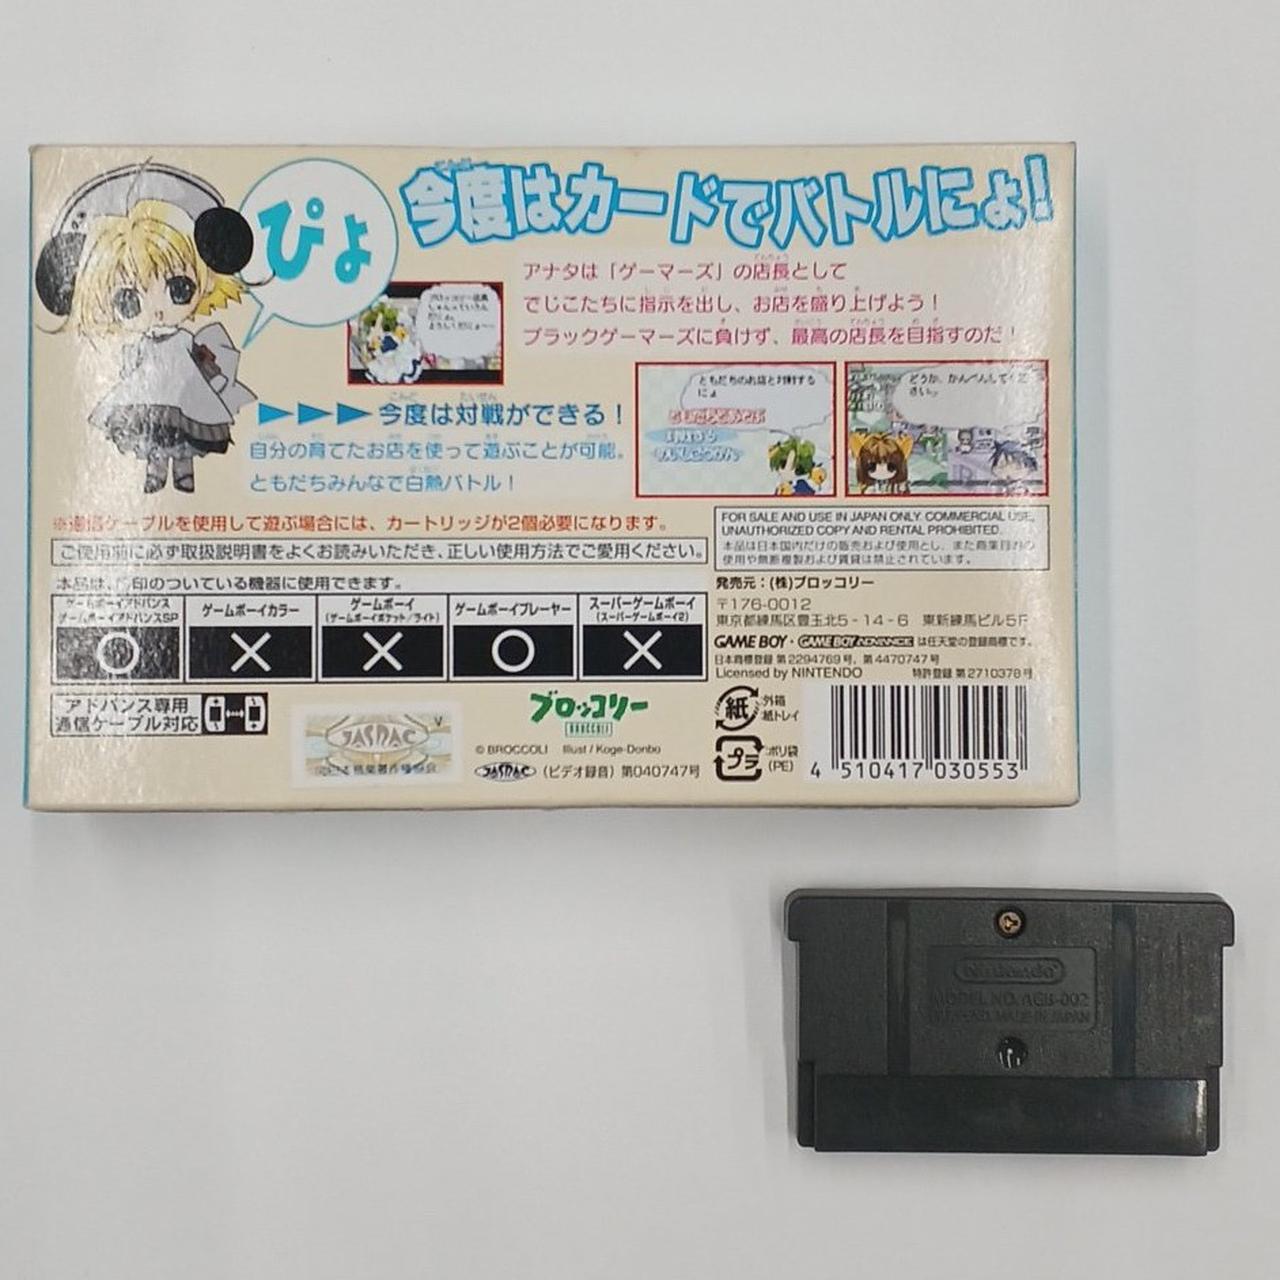 ぴょ
今度はカードでバトルにょ!
アナタは「ゲーマーズ」の店長として
でじこたちに指示を出し、お店を盛り上げよう!
ブラックゲーマーズに負けず、最高の店長を目指すのだ!
ともだちのお店と対戦する
にょ
どうか、かんべんしてくだ
さい。
今度は対戦ができる!
自分の育てたお店を使って遊ぶことが可能。
ともだちみんなで白熱バトル!
※通信ケーブルを使用して遊ぶ場合には、カートリッジが2個必要になります。
ご使用前に必ず取扱説明書をよくお読みいただき、正しい使用方法でご愛用ください。
本品は、○印のついている機器に使用できます。
ゲームボーイアドバンス
ゲームボーイアドバンスSP
ゲームボーイカラー
ゲームボーイ
(ゲームボーイポケット/ライト)
ゲームボーイプレーヤー
スーパーゲームボーイ
(スーパーゲームボーイ2)
○ × × ○ ×
アドバンス専用
通信ケーブル対応
JASRAC
V
ブロッコリー
BROCCOLI
© BROCCOLI Illust / Koge-Donbo
JASRAC (ビデオ録音) 第040747号
FOR SALE AND USE IN JAPAN ONLY. COMMERCIAL USE,
UNAUTHORIZED COPY AND RENTAL PROHIBITED.
本品は日本国内だけの販売および使用とし、また商業目的の
使用や無断複製および賃貸は禁止されています。
発売元:(株)ブロッコリー
〒176-0012
東京都練馬区豊玉北5-14-6 東新練馬ビル5F
GAME BOY・GAME BOY ADVANCE は任天堂の登録商標です。
日本商標登録 第2294769号, 第4470747号
Licensed by NINTENDO 特許登録 第2710378号
紙
外箱
紙トレイ
プラ
ポリ袋
(PE)
4 510417 030553
Nintendo
MODEL NO. AGB-002
PAT. PEND. MADE IN JAPAN